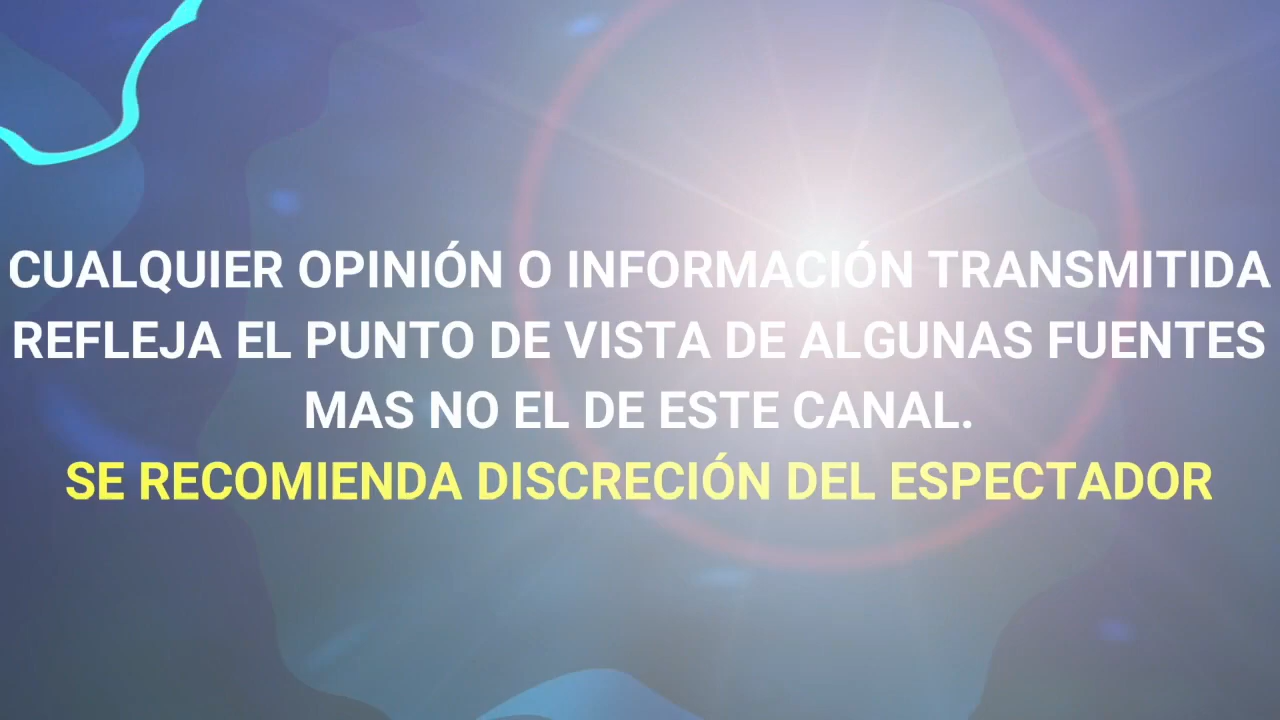 CUALQUIER OPINIÓN O INFORMACIÓN TRANSMITIDA
REFLEJA EL PUNTO DE VISTA DE ALGUNAS FUENTES
MAS NO EL DE ESTE CANAL.
SE RECOMIENDA DISCRECIÓN DEL ESPECTADOR